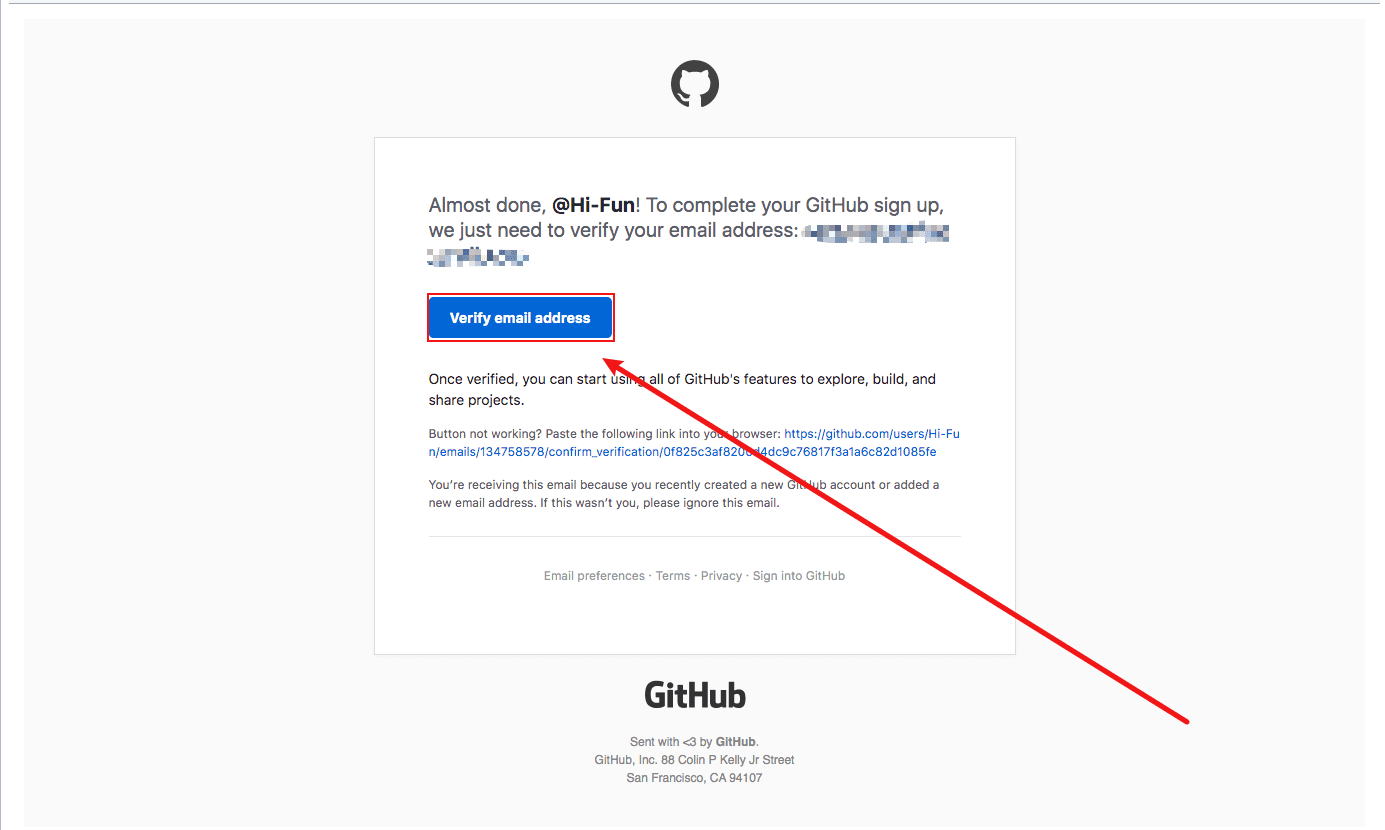 Almost done, @Hi-Fun! To complete your GitHub sign up,
we just need to verify your email address:
Verify email address
Once verified, you can start using all of GitHub's features to explore, build, and
share projects.
Button not working? Paste the following link into your browser: https://github.com/users/Hi-Fu
n/emails/134758578/confirm_verification/
You’re receiving this email because you recently created a new GitHub account or added a
new email address. If this wasn’t you, please ignore this email.
Email preferences · Terms · Privacy · Sign into GitHub
GitHub
Sent with <3 by GitHub.
GitHub, Inc. 88 Colin P Kelly Jr Street
San Francisco, CA 94107